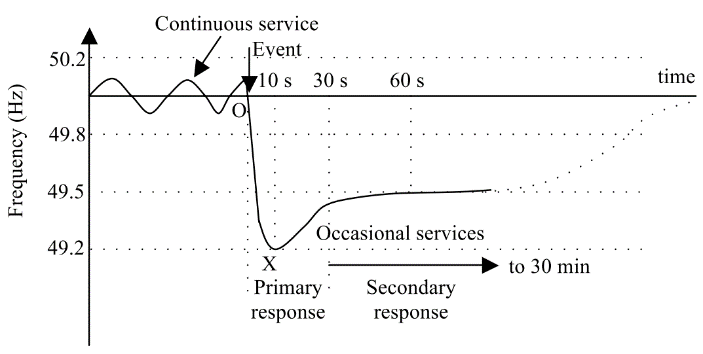 Continuous service
Event
50.2
10 s 30 s 60 s
time
O
Frequency (Hz)
49.8
49.5
49.2
Occasional services
X
to 30 min
Primary
response
Secondary
response